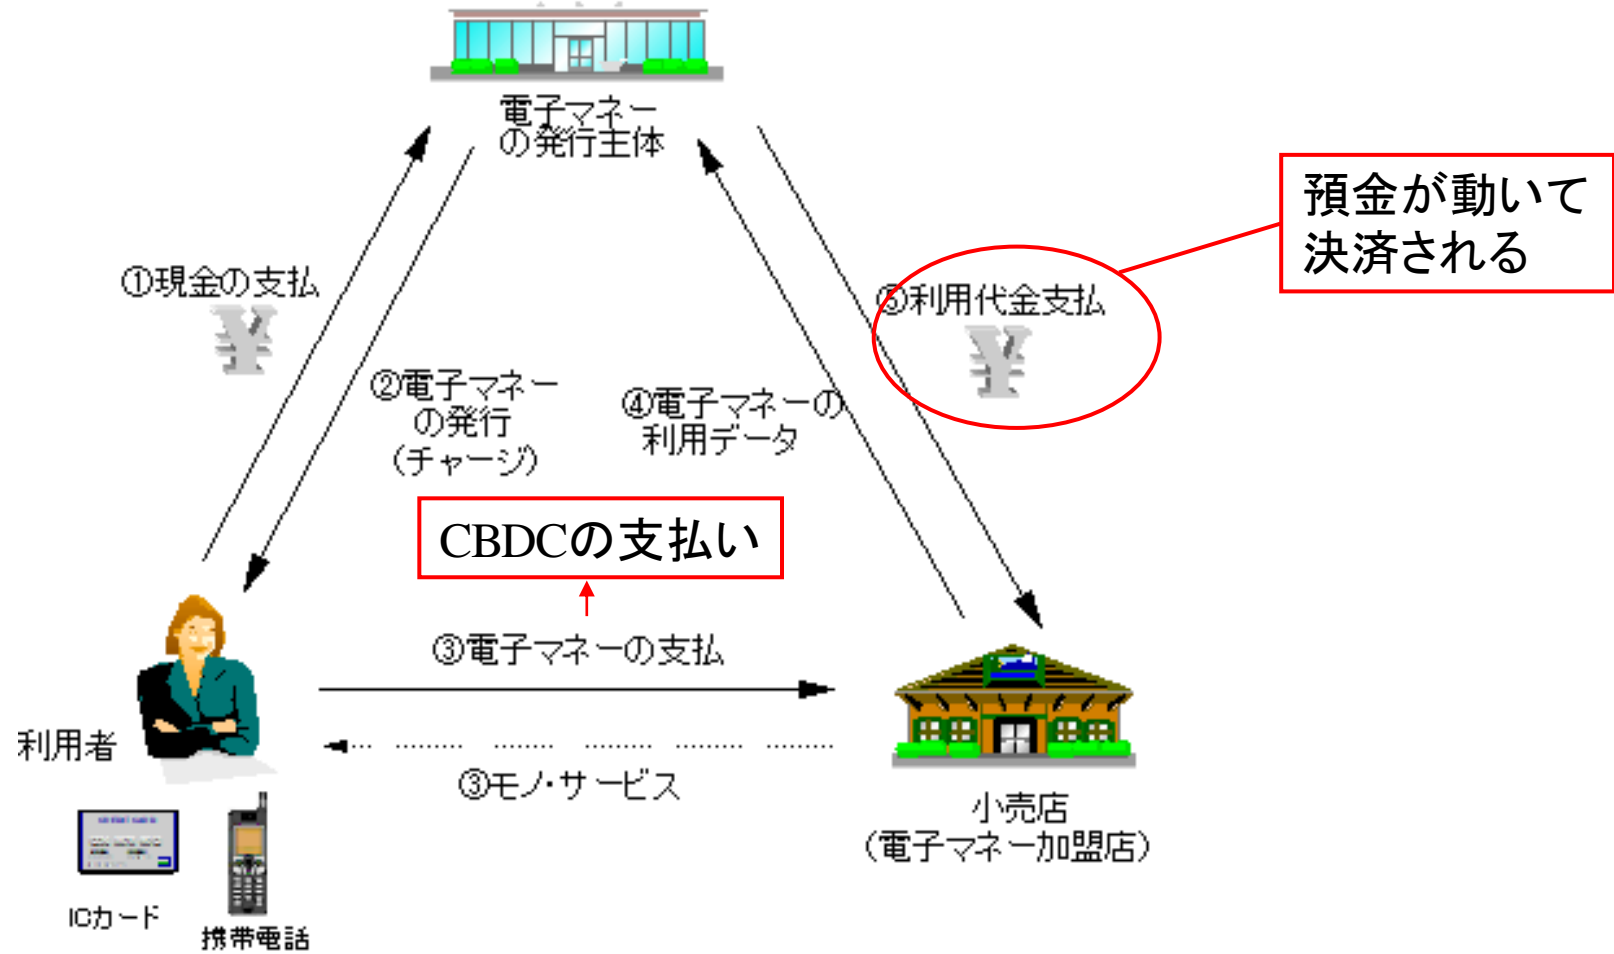 電子マネー
の発行主体
預金が動いて
決済される
①現金の支払
⑤利用代金支払
②電子マネー
の発行
(チャージ)
④電子マネーの
利用データ
CBDCの支払い
③電子マネーの支払
利用者
③モノ・サービス
小売店
(電子マネー加盟店)
ICカード
携帯電話